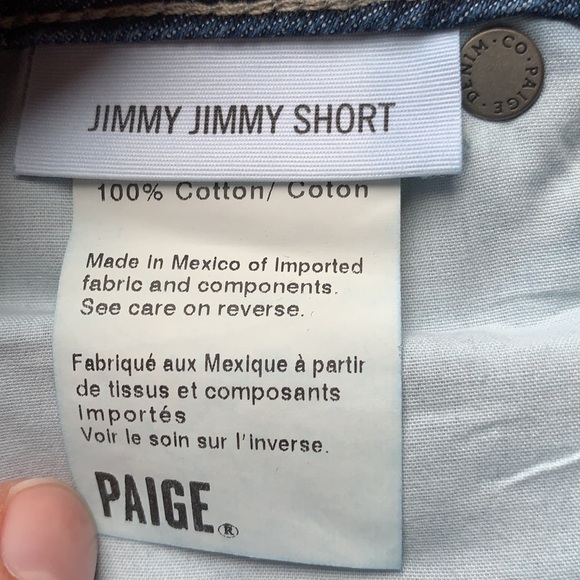 JIMMY JIMMY SHORT
DENIM·CO·PAIGE·
100% Cotton/ Coton
Made in Mexico of Imported
fabric and components.
See care on reverse.
Fabriqué aux Mexique à partir
de tissus et composants
importés
Voir le soin sur l'inverse.
PAIGE®